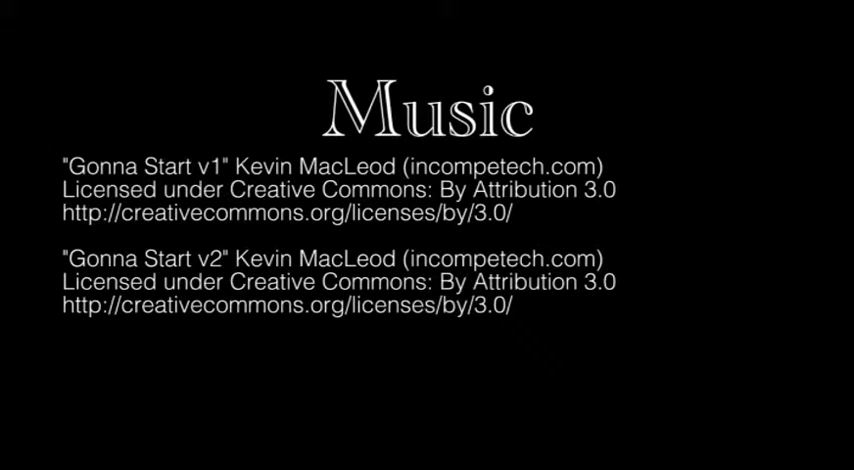 Music
"Gonna Start v1" Kevin MacLeod (incompetech.com)
Licensed under Creative Commons: By Attribution 3.0
http://creativecommons.org/licenses/by/3.0/
"Gonna Start v2" Kevin MacLeod (incompetech.com)
Licensed under Creative Commons: By Attribution 3.0
http://creativecommons.org/licenses/by/3.0/